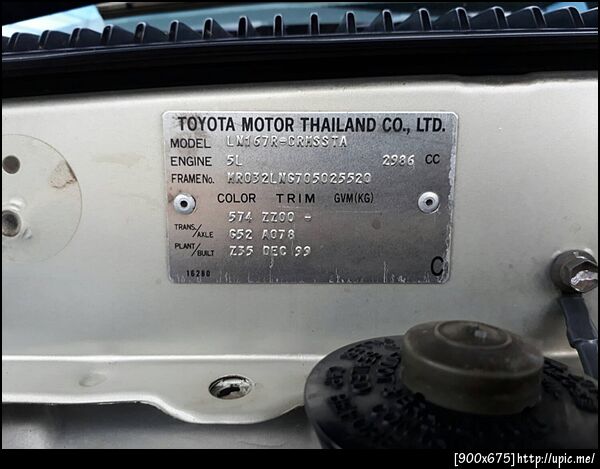 TOYOTA MOTOR THAILAND CO., LTD.
MODEL LN167R-CRMSSTA
ENGINE 5L 2986 CC
FRAME No. MR032LNG705025520
COLOR TRIM GVM(KG)
574 ZZ00 -
TRANS./AXLE G52 A078
PLANT/BUILT Z35 DEC 99
16280 C
[900x675]http://upic.me/